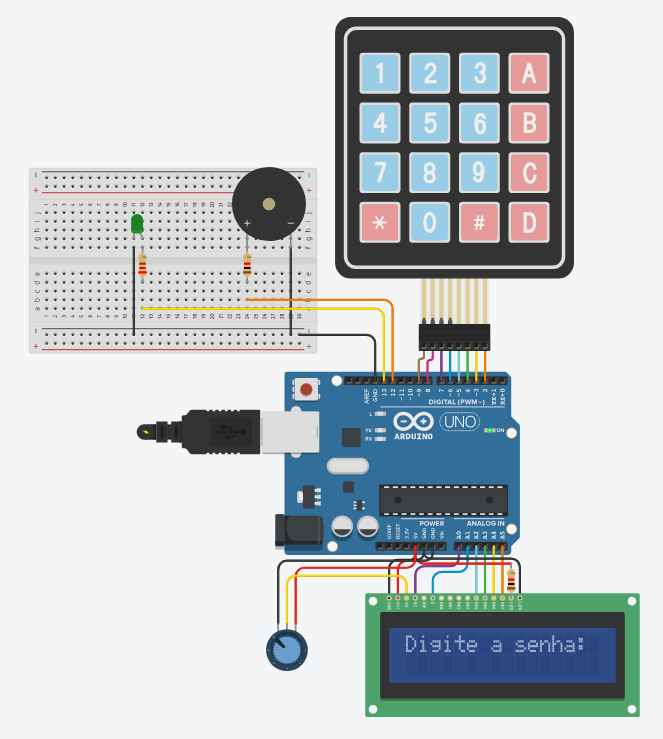 1 2 3 A
4 5 6 B
7 8 9 C
* 0 # D
AREF
GND
13
12
~11
~10
~9
8
7
~6
~5
4
~3
2
TX→1
RX←0
DIGITAL (PWM~)
L
TX
RX
UNO
ARDUINO
ON
POWER
ANALOG IN
IOREF
RESET
3.3V
5V
GND
GND
Vin
A0
A1
A2
A3
A4
A5
Digite a senha: